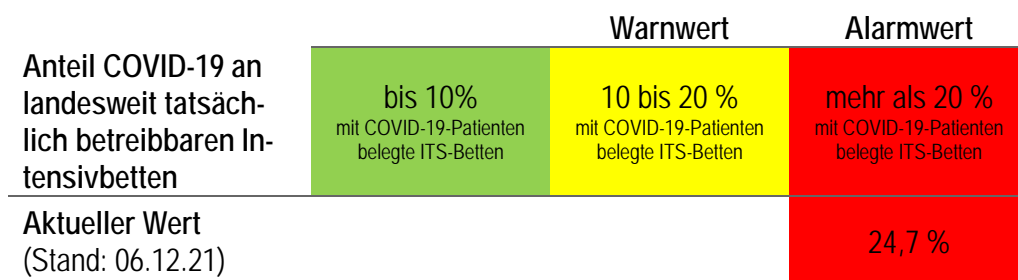 Warnwert Alarmwert
Anteil COVID-19 an
landesweit tatsäch-
lich betreibbaren In-
tensivbetten
bis 10%
mit COVID-19-Patienten
belegte ITS-Betten
10 bis 20 %
mit COVID-19-Patienten
belegte ITS-Betten
mehr als 20 %
mit COVID-19-Patienten
belegte ITS-Betten
Aktueller Wert
(Stand: 06.12.21)
24,7 %